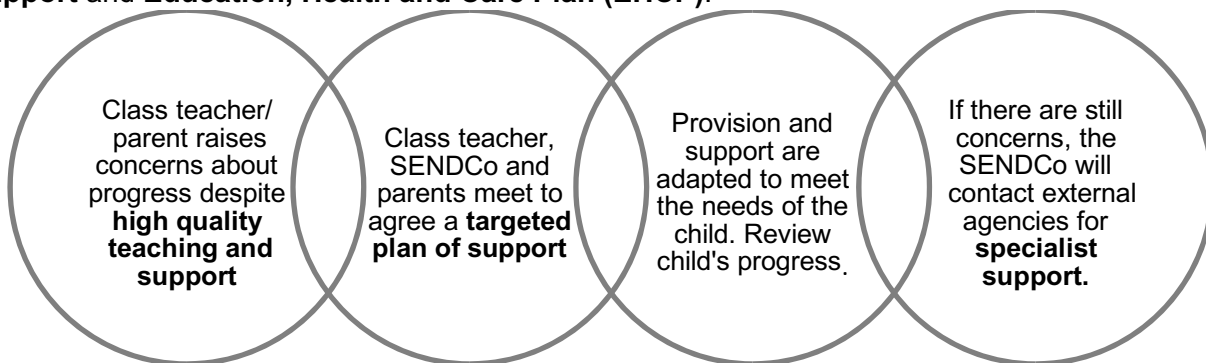 upport and Education, Health and Care Plan (EHCP).
Class teacher/
parent raises
concerns about
progress despite
high quality
teaching and
support
Class teacher,
SENDCo and
parents meet to
agree a targeted
plan of support
Provision and
support are
adapted to meet
the needs of the
child. Review
child's progress.
If there are still
concerns, the
SENDCo will
contact external
agencies for
specialist
support.